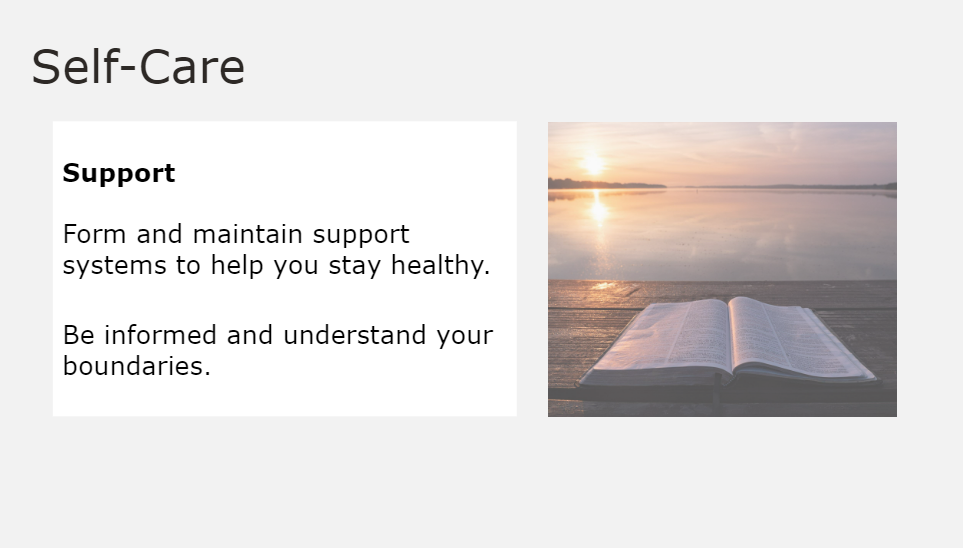 Self-Care
Support
Form and maintain support
systems to help you stay healthy.
Be informed and understand your
boundaries.